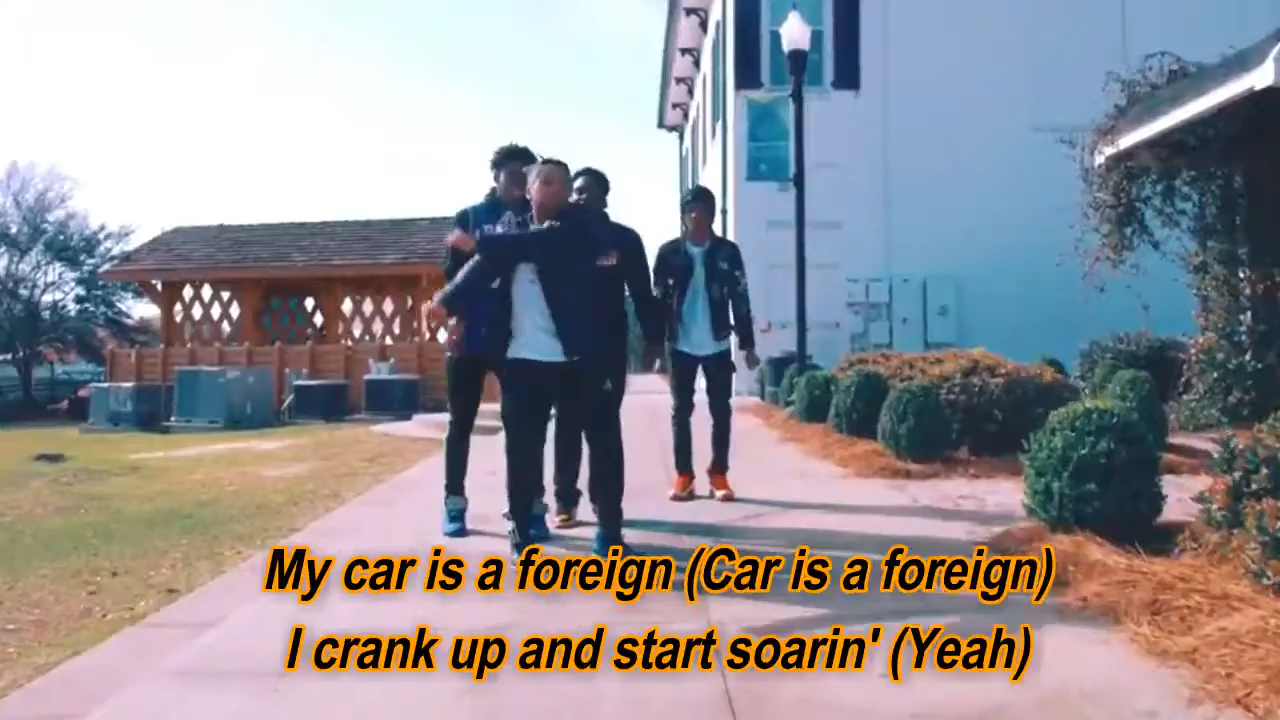 My car is a foreign (Car is a foreign)
I crank up and start soarin' (Yeah)